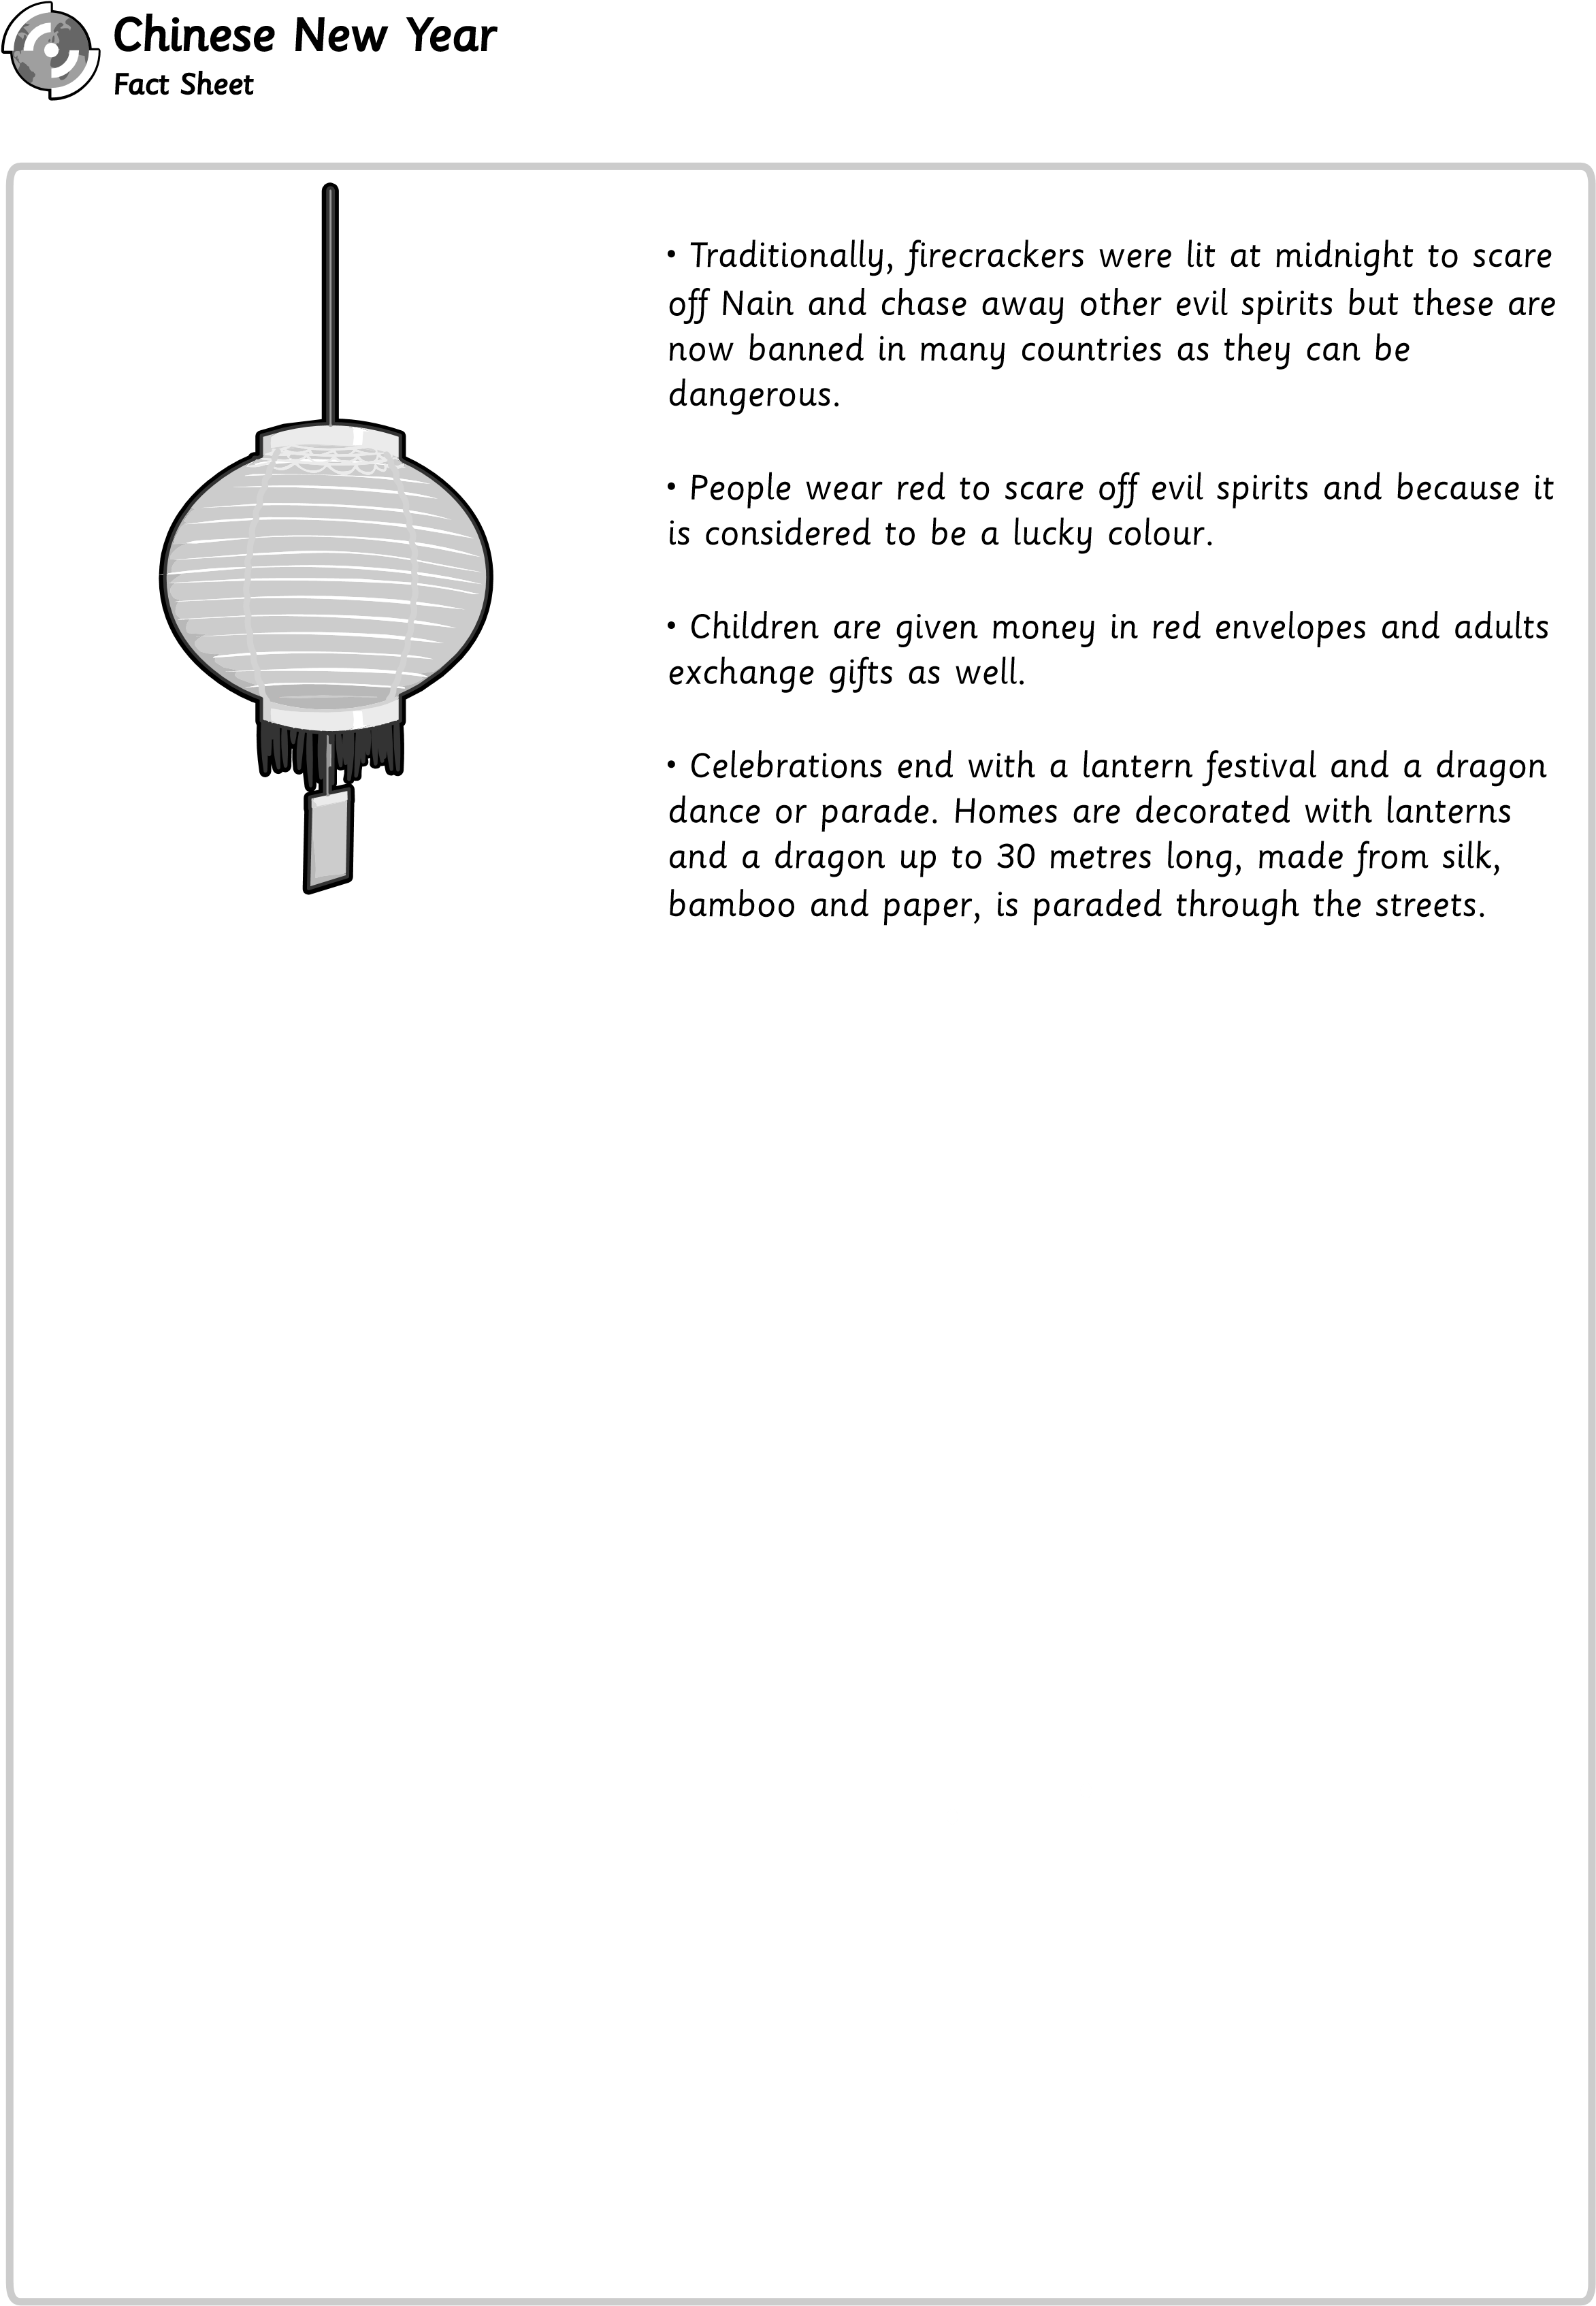 Chinese New Year
Fact Sheet
• Traditionally, firecrackers were lit at midnight to scare
off Nain and chase away other evil spirits but these are
now banned in many countries as they can be
dangerous.
• People wear red to scare off evil spirits and because it
is considered to be a lucky colour.
• Children are given money in red envelopes and adults
exchange gifts as well.
• Celebrations end with a lantern festival and a dragon
dance or parade. Homes are decorated with lanterns
and a dragon up to 30 metres long, made from silk,
bamboo and paper, is paraded through the streets.